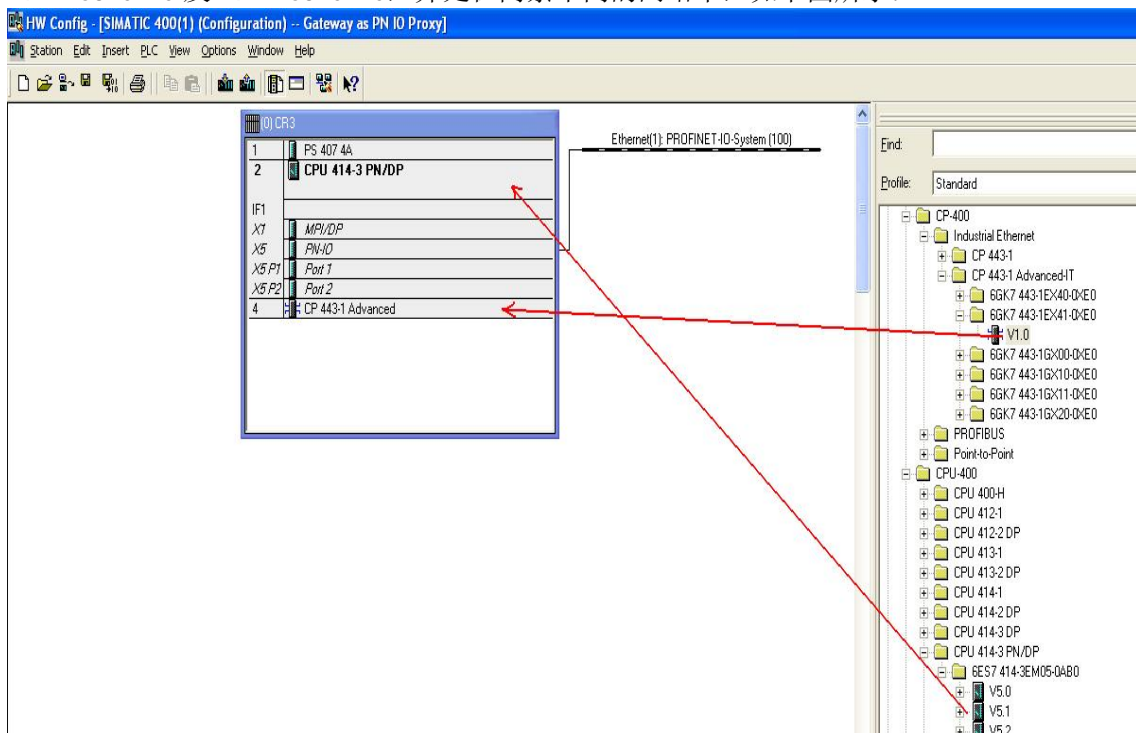 HW Config - [SIMATIC 400(1) (Configuration) -- Gateway as PN IO Proxy]
Station Edit Insert PLC View Options Window Help
(0) CR3
1 PS 407 4A
2 CPU 414-3 PN/DP
IF1
X1 MPI/DP
X5 PN-IO
X5 P1 Port 1
X5 P2 Port 2
4 CP 443-1 Advanced
Ethernet(1): PROFINET-IO-System (100)
Find:
Profile: Standard
CP-400
Industrial Ethernet
CP 443-1
CP 443-1 Advanced-IT
6GK7 443-1EX40-0XE0
6GK7 443-1EX41-0XE0
V1.0
6GK7 443-1GX00-0XE0
6GK7 443-1GX10-0XE0
6GK7 443-1GX11-0XE0
6GK7 443-1GX20-0XE0
PROFIBUS
Point-to-Point
CPU-400
CPU 400-H
CPU 412-1
CPU 412-2 DP
CPU 413-1
CPU 413-2 DP
CPU 414-1
CPU 414-2 DP
CPU 414-3 DP
CPU 414-3 PN/DP
6ES7 414-3EM05-0AB0
V5.0
V5.1
V5.2